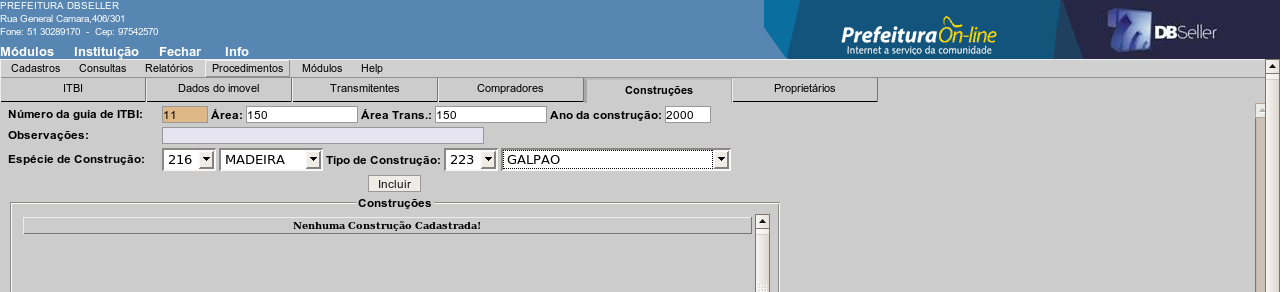 PREFEITURA DBSELLER
Rua General Camara,406/301
Fone: 51 30289170 - Cep: 97542570
Módulos Instituição Fechar Info
PrefeituraOn-line
Internet a serviço da comunidade
DBSeller
Cadastros Consultas Relatórios Procedimentos Módulos Help
ITBI Dados do imovel Transmitentes Compradores Construções Proprietários
Número da guia de ITBI: 11 Área: 150 Área Trans.: 150 Ano da construção: 2000
Observações:
Espécie de Construção: 216 MADEIRA Tipo de Construção: 223 GALPAO
Incluir
Construções
Nenhuma Construção Cadastrada!